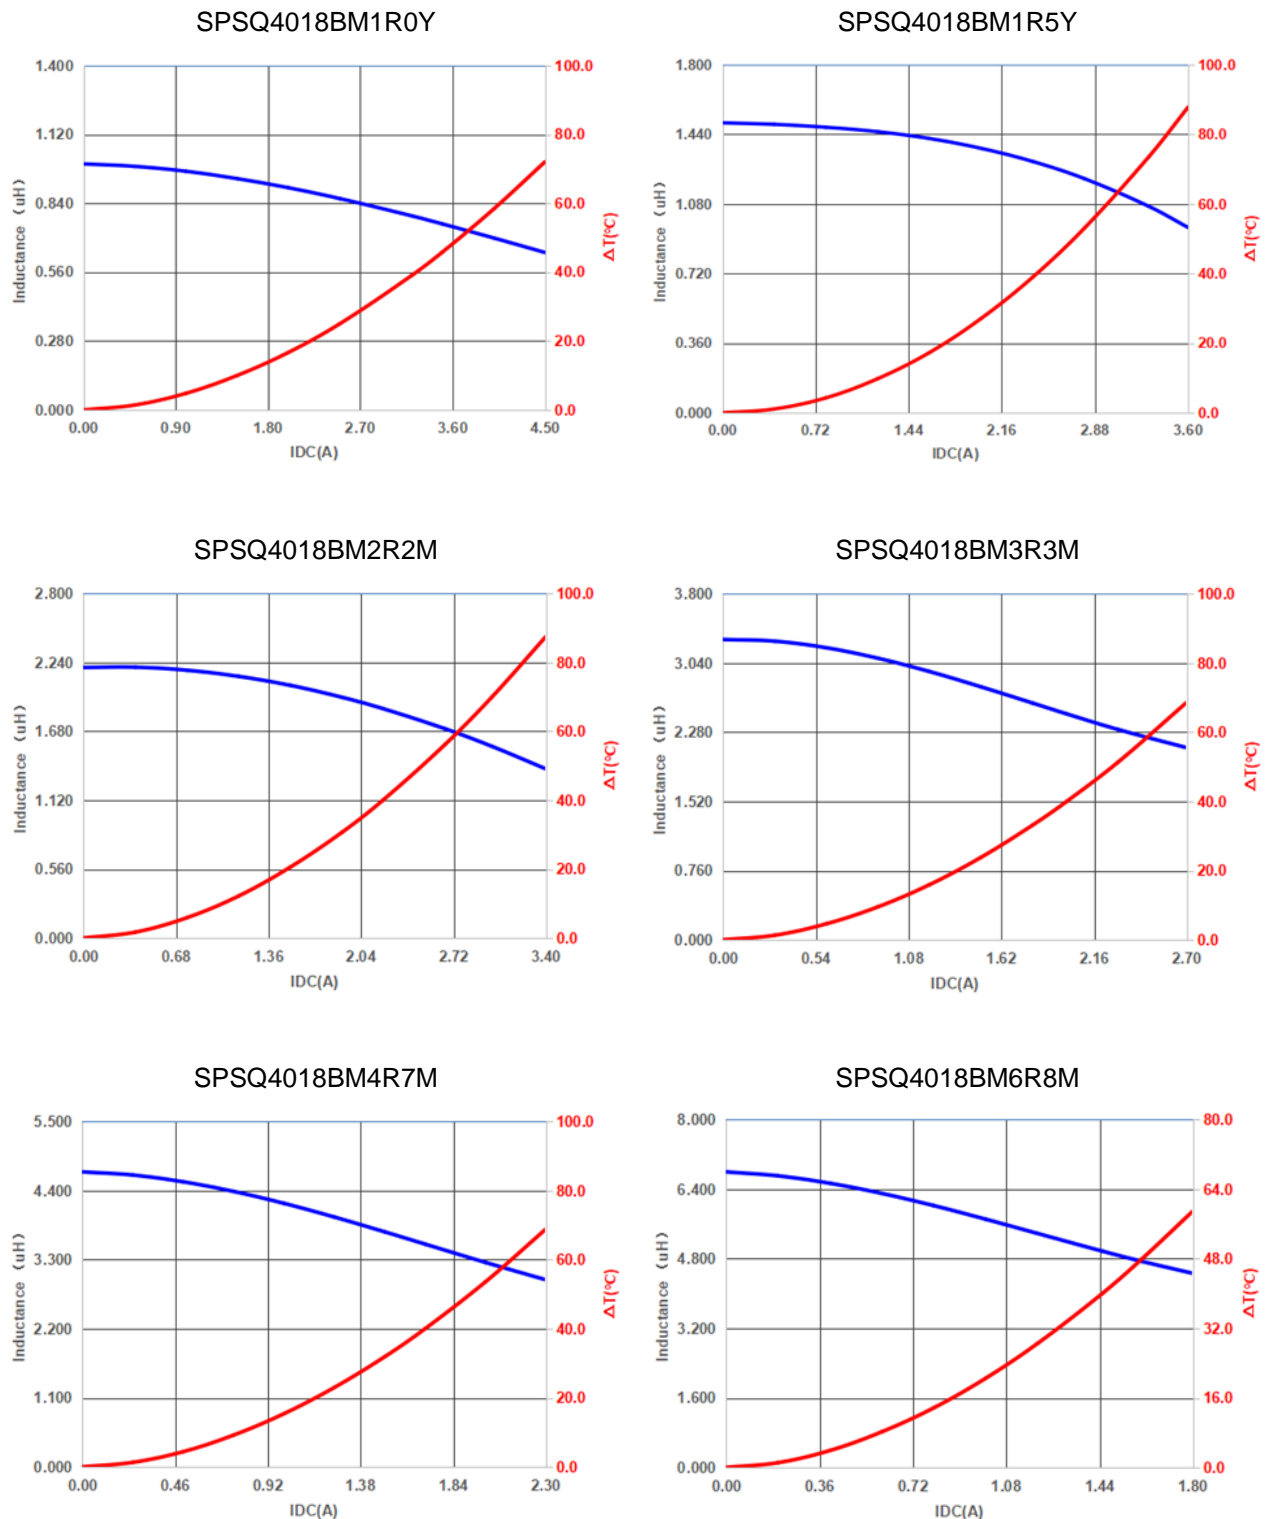 SPSQ4018BM1R0Y
1.400
1.120
0.840
0.560
0.280
0.000
Inductance (uH)
100.0
80.0
60.0
40.0
20.0
0.0
ΔT(℃)
0.00 0.90 1.80 2.70 3.60 4.50
IDC(A)
SPSQ4018BM1R5Y
1.800
1.440
1.080
0.720
0.360
0.000
Inductance (uH)
100.0
80.0
60.0
40.0
20.0
0.0
ΔT(℃)
0.00 0.72 1.44 2.16 2.88 3.60
IDC(A)
SPSQ4018BM2R2M
2.800
2.240
1.680
1.120
0.560
0.000
Inductance (uH)
100.0
80.0
60.0
40.0
20.0
0.0
ΔT(℃)
0.00 0.68 1.36 2.04 2.72 3.40
IDC(A)
SPSQ4018BM3R3M
3.800
3.040
2.280
1.520
0.760
0.000
Inductance (uH)
100.0
80.0
60.0
40.0
20.0
0.0
ΔT(℃)
0.00 0.54 1.08 1.62 2.16 2.70
IDC(A)
SPSQ4018BM4R7M
5.500
4.400
3.300
2.200
1.100
0.000
Inductance (uH)
100.0
80.0
60.0
40.0
20.0
0.0
ΔT(℃)
0.00 0.46 0.92 1.38 1.84 2.30
IDC(A)
SPSQ4018BM6R8M
8.000
6.400
4.800
3.200
1.600
0.000
Inductance (uH)
80.0
64.0
48.0
32.0
16.0
0.0
ΔT(℃)
0.00 0.36 0.72 1.08 1.44 1.80
IDC(A)